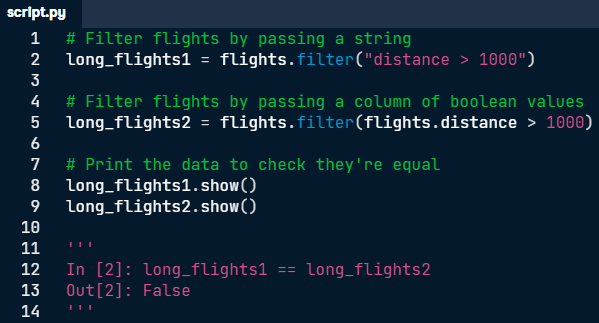 script.py
1 # Filter flights by passing a string
2 long_flights1 = flights.filter("distance > 1000")
3
4 # Filter flights by passing a column of boolean values
5 long_flights2 = flights.filter(flights.distance > 1000)
6
7 # Print the data to check they're equal
8 long_flights1.show()
9 long_flights2.show()
10
11 '''
12 In [2]: long_flights1 == long_flights2
13 Out[2]: False
14 '''